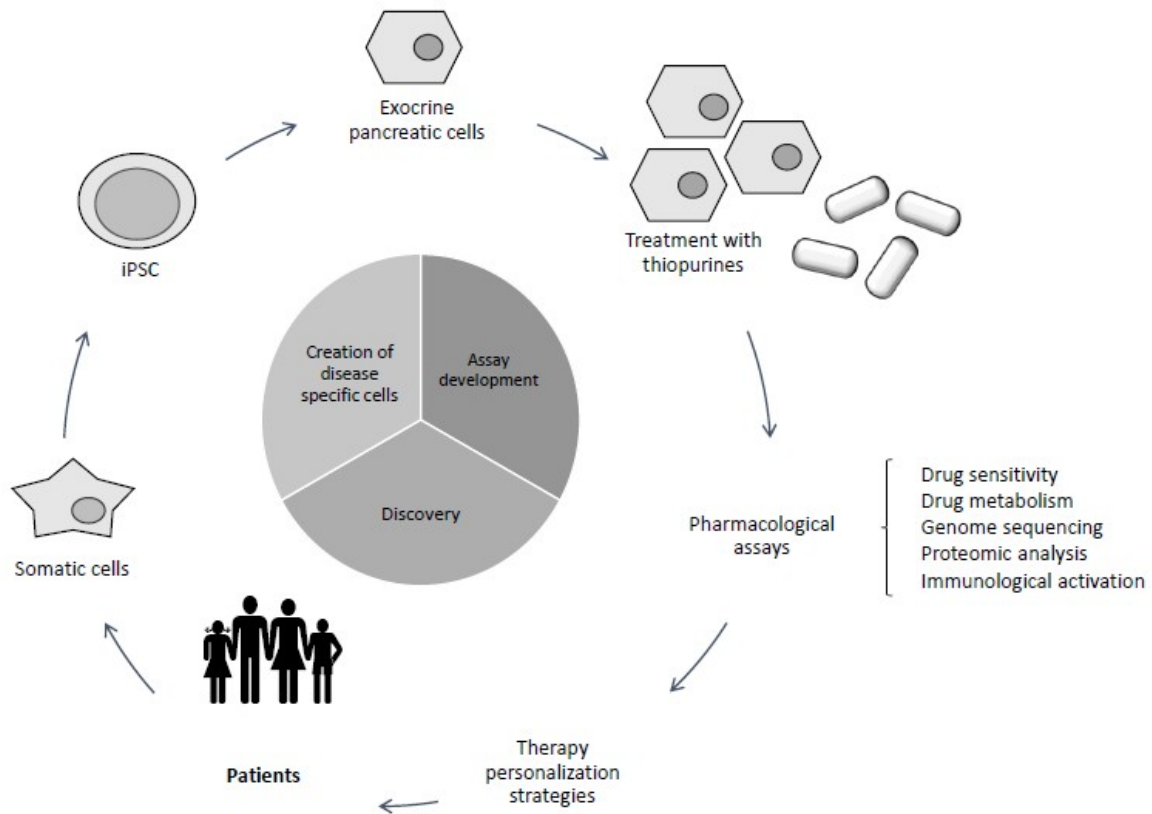 Exocrine
pancreatic cells
Treatment with
thiopurines
iPSC
Creation of
disease
specific cells
Assay
development
Discovery
Somatic cells
Pharmacological
assays
Drug sensitivity
Drug metabolism
Genome sequencing
Proteomic analysis
Immunological activation
Therapy
personalization
strategies
Patients